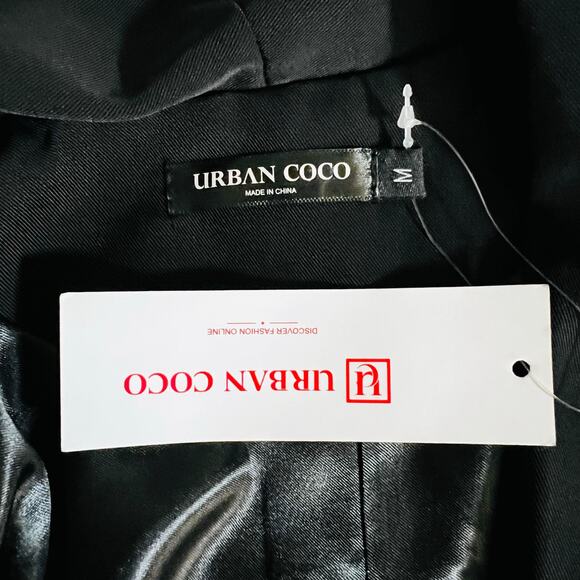 URBAN COCO
MADE IN CHINA
M
URBAN COCO
DISCOVER FASHION ONLINE